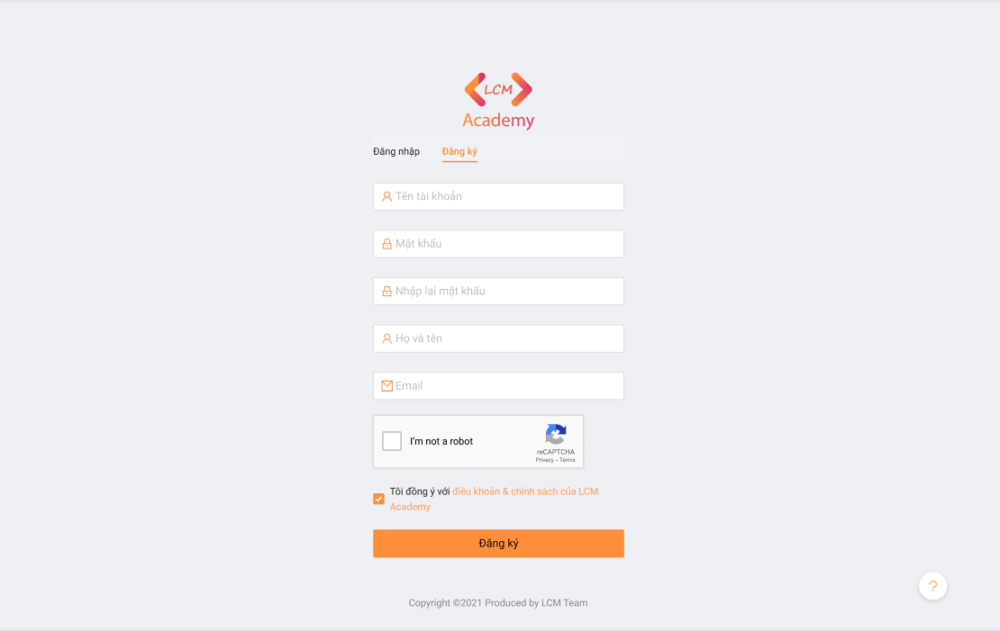 LCM
Academy
Đăng nhập Đăng ký
Tên tài khoản
Mật khẩu
Nhập lại mật khẩu
Họ và tên
Email
I'm not a robot
reCAPTCHA
Privacy - Terms
Tôi đồng ý với điều khoản & chính sách của LCM
Academy
Đăng ký
Copyright ©2021 Produced by LCM Team
?